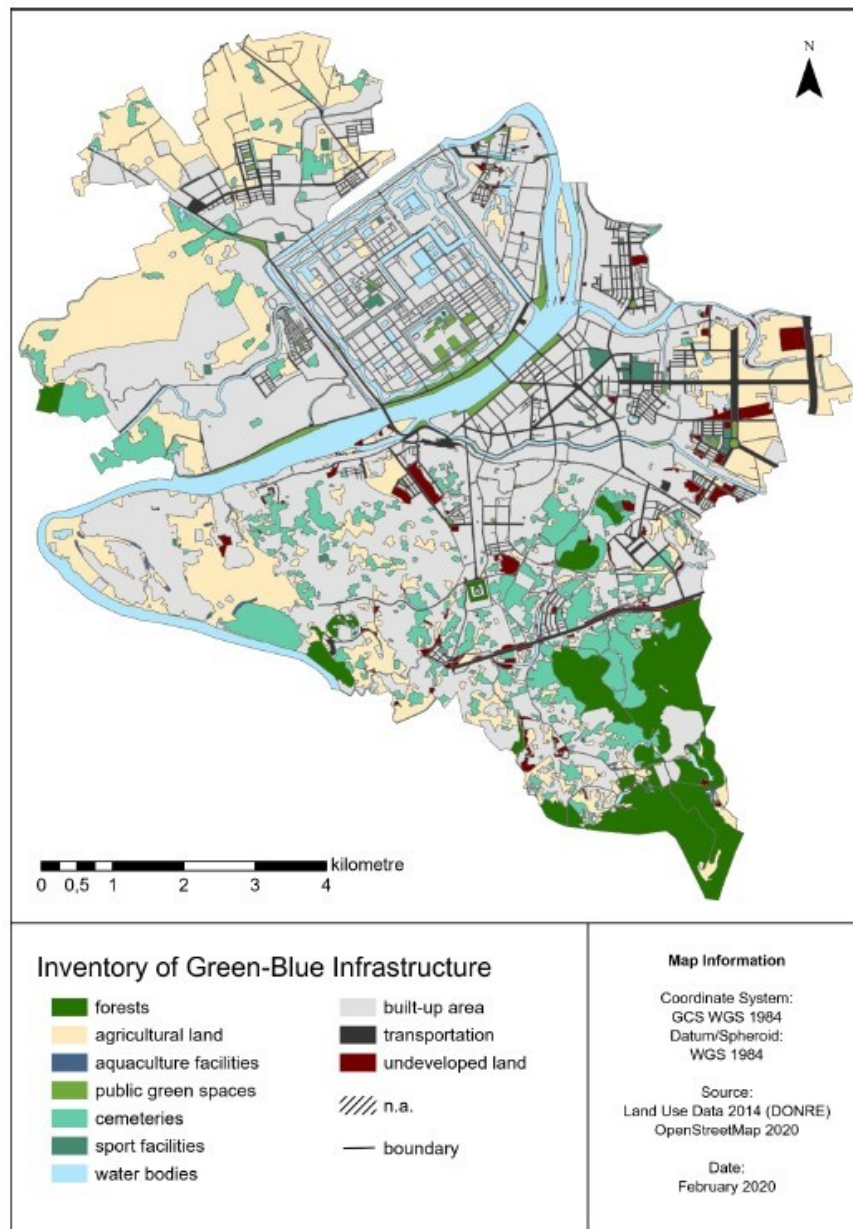 N
kilometre
0 0,5 1 2 3 4
Inventory of Green-Blue Infrastructure
forests
agricultural land
aquaculture facilities
public green spaces
cemeteries
sport facilities
water bodies
built-up area
transportation
undeveloped land
n.a.
boundary
Map Information
Coordinate System:
GCS WGS 1984
Datum/Spheroid:
WGS 1984
Source:
Land Use Data 2014 (DONRE)
OpenStreetMap 2020
Date:
February 2020